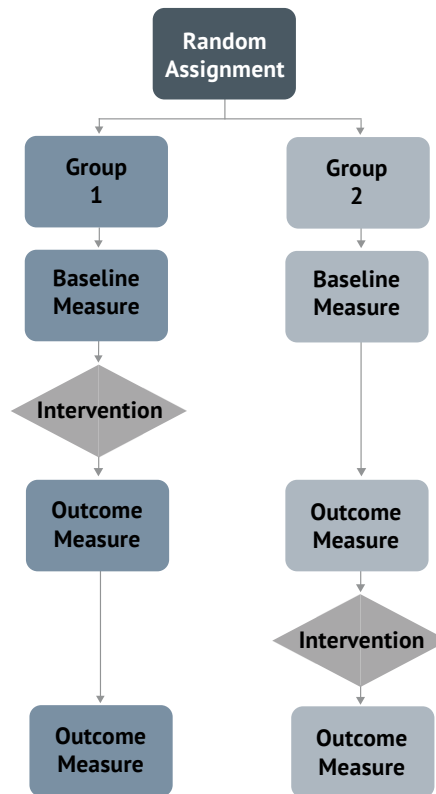 Random
Assignment
Group
1
Group
2
Baseline
Measure
Baseline
Measure
Intervention
Outcome
Measure
Outcome
Measure
Intervention
Outcome
Measure
Outcome
Measure